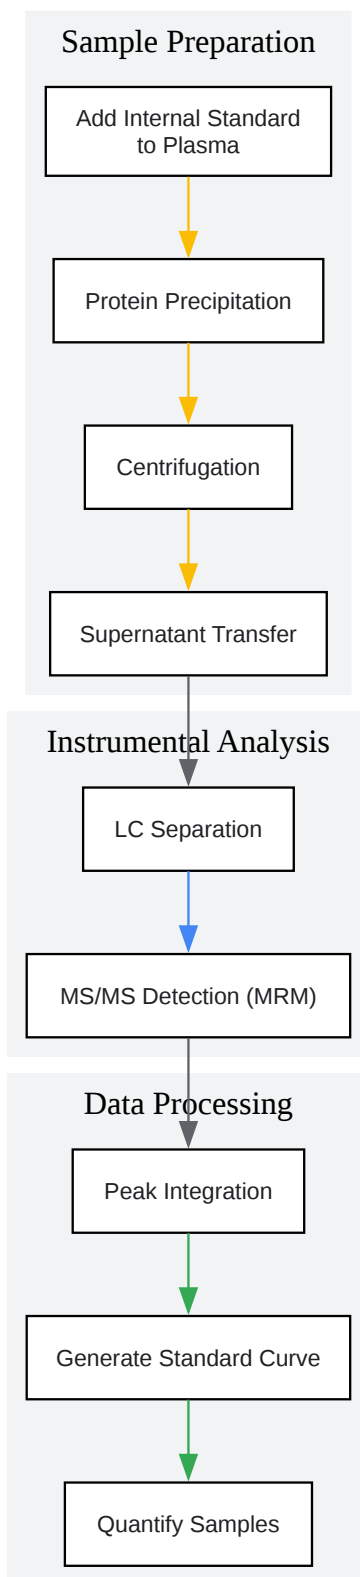 Sample Preparation
Add Internal Standard
to Plasma
Protein Precipitation
Centrifugation
Supernatant Transfer
Instrumental Analysis
LC Separation
MS/MS Detection (MRM)
Data Processing
Peak Integration
Generate Standard Curve
Quantify Samples